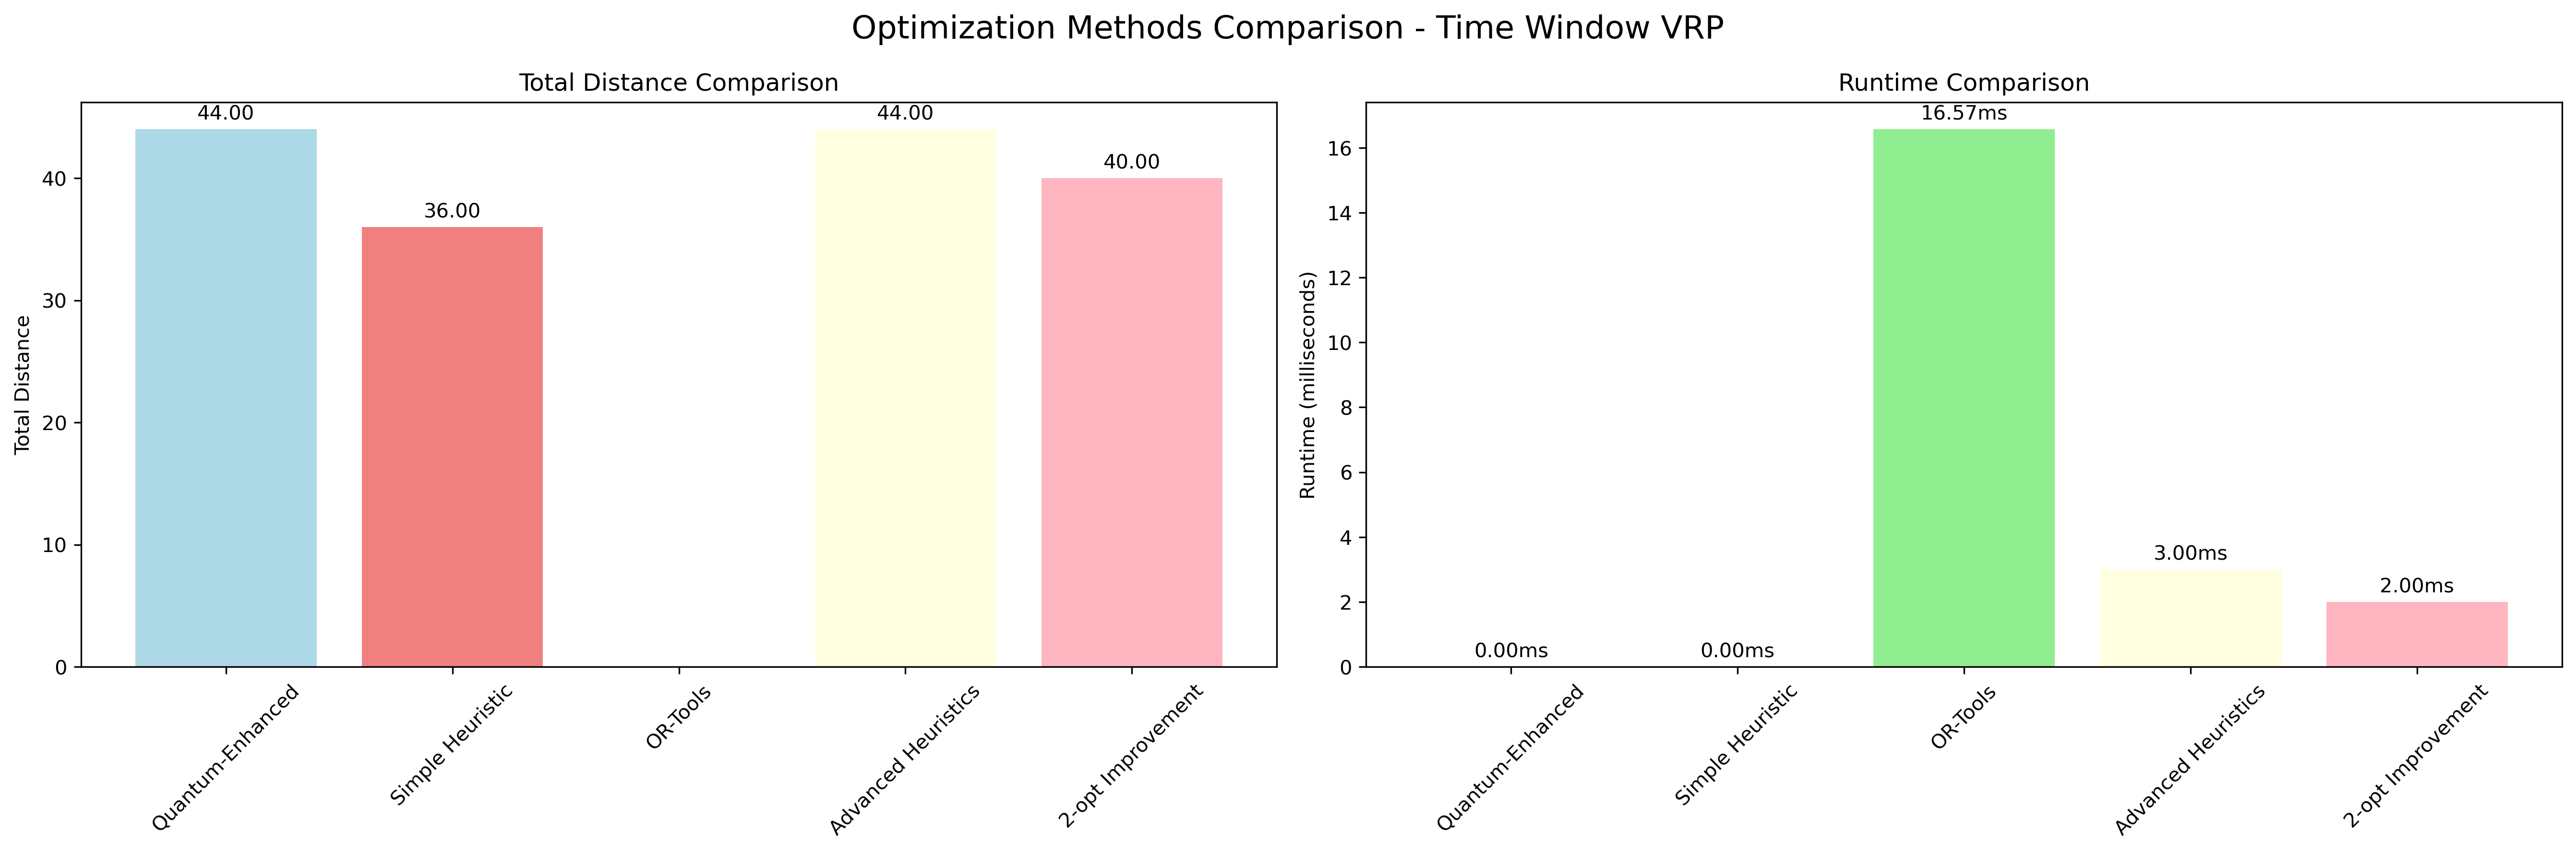 Optimization Methods Comparison - Time Window VRP
Total Distance Comparison
Total Distance
0
10
20
30
40
44.00
36.00
44.00
40.00
Quantum-Enhanced
Simple Heuristic
OR-Tools
Advanced Heuristics
2-opt Improvement
Runtime Comparison
Runtime (milliseconds)
0
2
4
6
8
10
12
14
16
0.00ms
0.00ms
16.57ms
3.00ms
2.00ms
Quantum-Enhanced
Simple Heuristic
OR-Tools
Advanced Heuristics
2-opt Improvement